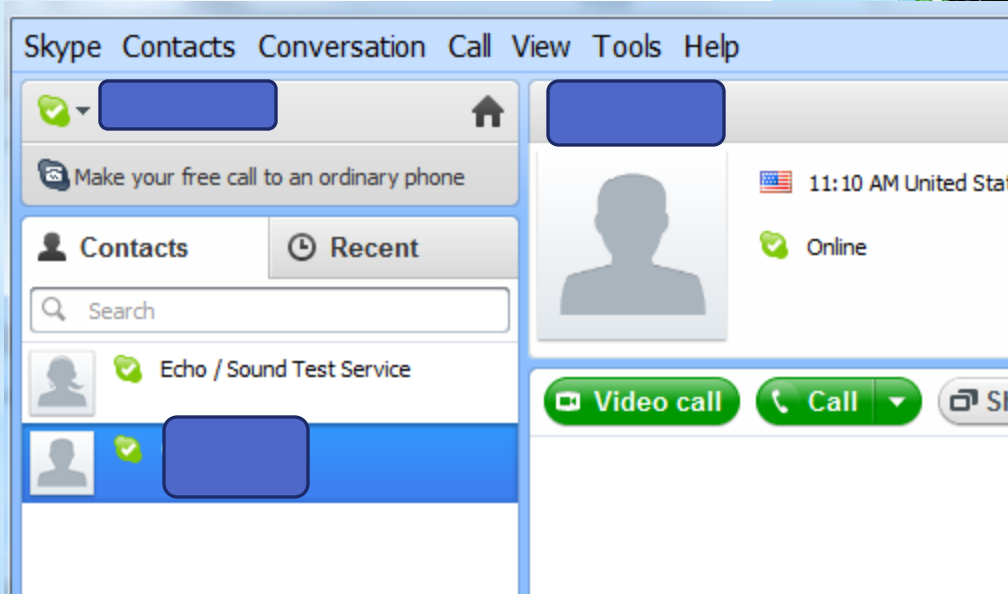 Skype Contacts Conversation Call View Tools Help
Make your free call to an ordinary phone
Contacts Recent
Search
Echo / Sound Test Service
11:10 AM United Stat
Online
Video call Call Sh